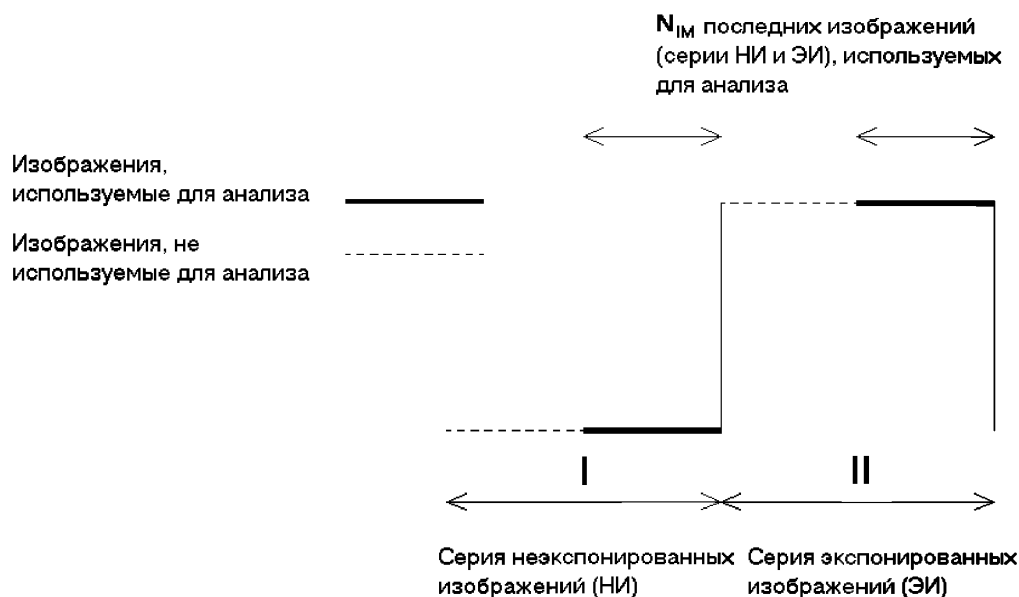 N_IM последних изображений
(серии НИ и ЭИ), используемых
для анализа
Изображения,
используемые для анализа
Изображения, не
используемые для анализа
I
II
Серия неэкспонированных
изображений (НИ)
Серия экспонированных
изображений (ЭИ)